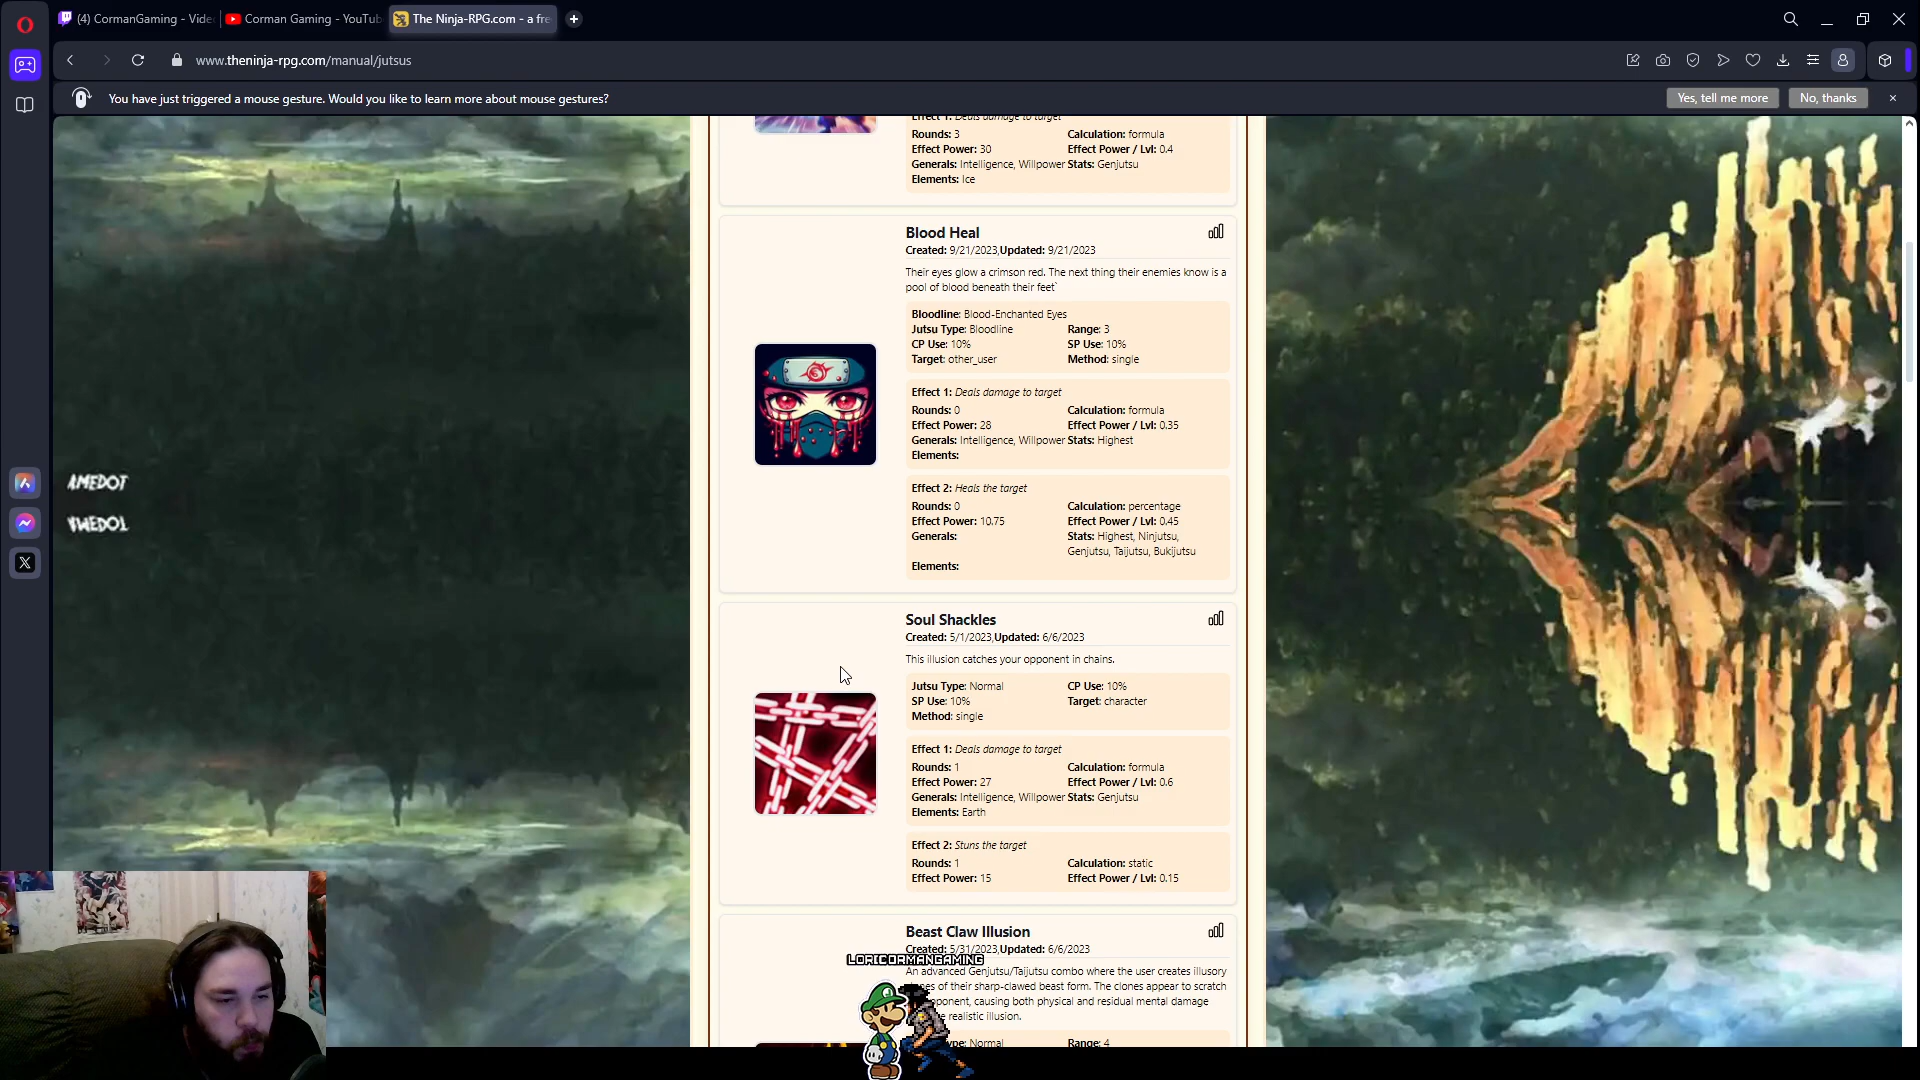 (4) CormanGaming - Vide
Corman Gaming - YouTub
The Ninja-RPG.com - a fre
www.theninja-rpg.com/manual/jutsus
You have just triggered a mouse gesture. Would you like to learn more about mouse gestures?
Yes, tell me more
No, thanks
Effect 1: Deals damage to target
Rounds: 3 Calculation: formula
Effect Power: 30 Effect Power / Lvl: 0.4
Generals: Intelligence, Willpower Stats: Genjutsu
Elements: Ice
Blood Heal
Created: 9/21/2023,Updated: 9/21/2023
Their eyes glow a crimson red. The next thing their enemies know is a
pool of blood beneath their feet`
Bloodline: Blood-Enchanted Eyes
Jutsu Type: Bloodline Range: 3
CP Use: 10% SP Use: 10%
Target: other_user Method: single
Effect 1: Deals damage to target
Rounds: 0 Calculation: formula
Effect Power: 28 Effect Power / Lvl: 0.35
Generals: Intelligence, Willpower Stats: Highest
Elements:
Effect 2: Heals the target
Rounds: 0 Calculation: percentage
Effect Power: 10.75 Effect Power / Lvl: 0.45
Generals: Stats: Highest, Ninjutsu,
Genjutsu, Taijutsu, Bukijutsu
Elements:
Soul Shackles
Created: 5/1/2023,Updated: 6/6/2023
This illusion catches your opponent in chains.
Jutsu Type: Normal CP Use: 10%
SP Use: 10% Target: character
Method: single
Effect 1: Deals damage to target
Rounds: 1 Calculation: formula
Effect Power: 27 Effect Power / Lvl: 0.6
Generals: Intelligence, Willpower Stats: Genjutsu
Elements: Earth
Effect 2: Stuns the target
Rounds: 1 Calculation: static
Effect Power: 15 Effect Power / Lvl: 0.15
Beast Claw Illusion
Created: 5/31/2023,Updated: 6/6/2023
LORICORMANGAMING
An advanced Genjutsu/Taijutsu combo where the user creates illusory
of their sharp-clawed beast form. The clones appear to scratch
causing both physical and residual mental damage
realistic illusion.
Normal Range: 4